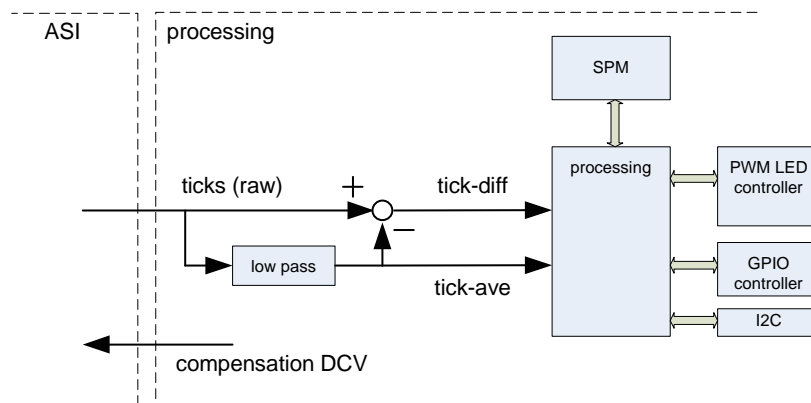 ASI
processing
SPM
ticks (raw)
+
tick-diff
processing
PWM LED
controller
−
low pass
tick-ave
GPIO
controller
I2C
compensation DCV